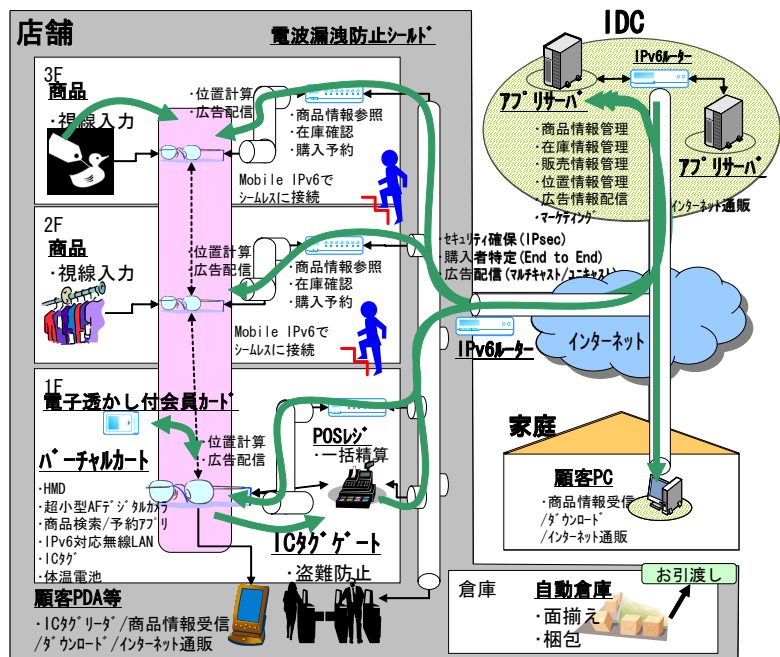 店舗
電波漏洩防止ｼｰﾙﾄﾞ
3F
商品
・視線入力
・位置計算
・広告配信
・商品情報参照
・在庫確認
・購入予約
Mobile IPv6で
ｼｰﾑﾚｽに接続
2F
商品
・視線入力
・位置計算
・広告配信
・商品情報参照
・在庫確認
・購入予約
Mobile IPv6で
ｼｰﾑﾚｽに接続
1F
電子透かし付会員ｶｰﾄﾞ
・位置計算
・広告配信
POSﾚｼﾞ
・一括精算
ﾊﾞｰﾁｬﾙｶｰﾄ
・HMD
・超小型AFデジタルカメラ
・商品検索/予約ｱﾌﾟﾘ
・IPv6対応無線LAN
・ICﾀｸﾞ
・体温電池
ICﾀｸﾞｹﾞｰﾄ
・盗難防止
顧客PDA等
・ICﾀｸﾞﾘｰﾀﾞ/商品情報受信
/ﾀﾞｳﾝﾛｰﾄﾞ/ｲﾝﾀｰﾈｯﾄ通販
IDC
IPv6ﾙｰﾀｰ
ｱﾌﾟﾘｻｰﾊﾞ
ｱﾌﾟﾘｻｰﾊﾞ
・商品情報管理
・在庫情報管理
・販売情報管理
・位置情報管理
・広告情報配信
・ﾏｰｹﾃｨﾝｸﾞ
・ｲﾝﾀｰﾈｯﾄ通販
・ｾｷｭﾘﾃｨ確保(IPsec)
・購入者特定(End to End)
・広告配信(ﾏﾙﾁｷｬｽﾄ/ﾕﾆｷｬｽﾄ)
IPv6ﾙｰﾀｰ
ｲﾝﾀｰﾈｯﾄ
家庭
顧客PC
・商品情報受信
/ﾀﾞｳﾝﾛｰﾄﾞ
/ｲﾝﾀｰﾈｯﾄ通販
倉庫
自動倉庫
・面揃え
・梱包
お引渡し